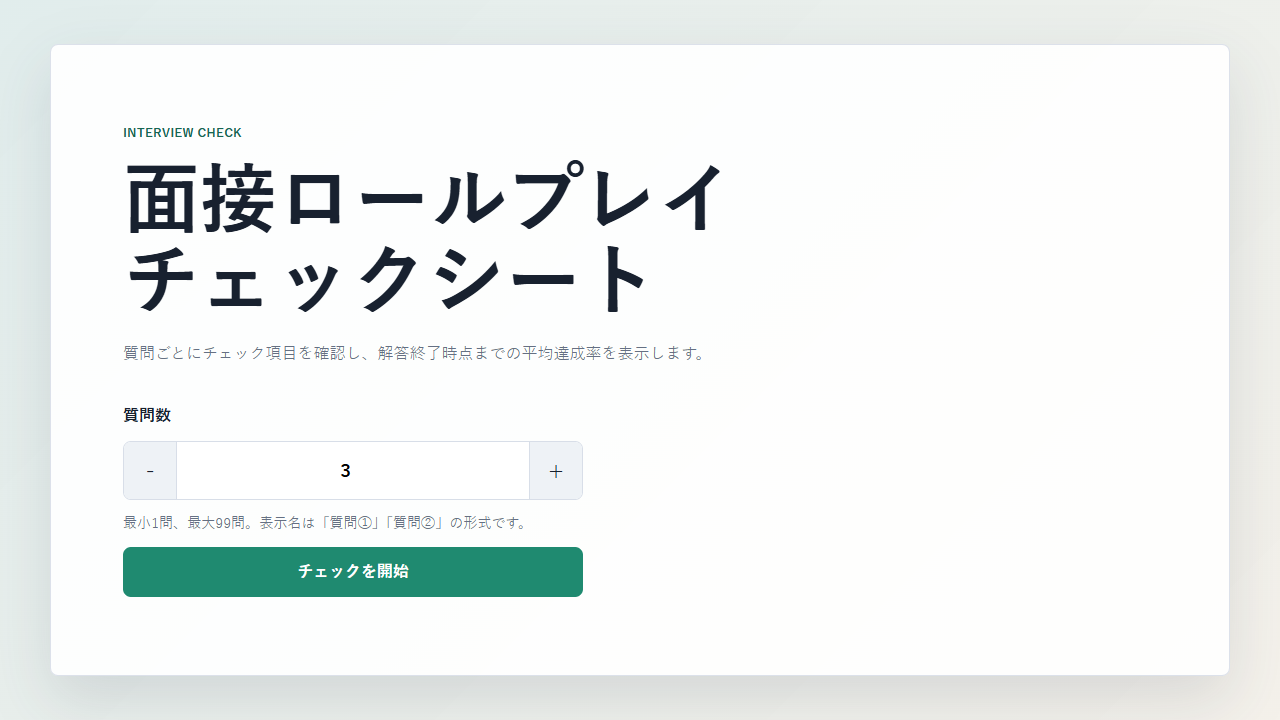 INTERVIEW CHECK
面接ロールプレイ
チェックシート
質問ごとにチェック項目を確認し、解答終了時点までの平均達成率を表示します。
質問数
- 3 +
最小1問、最大99問。表示名は「質問①」「質問②」の形式です。
チェックを開始